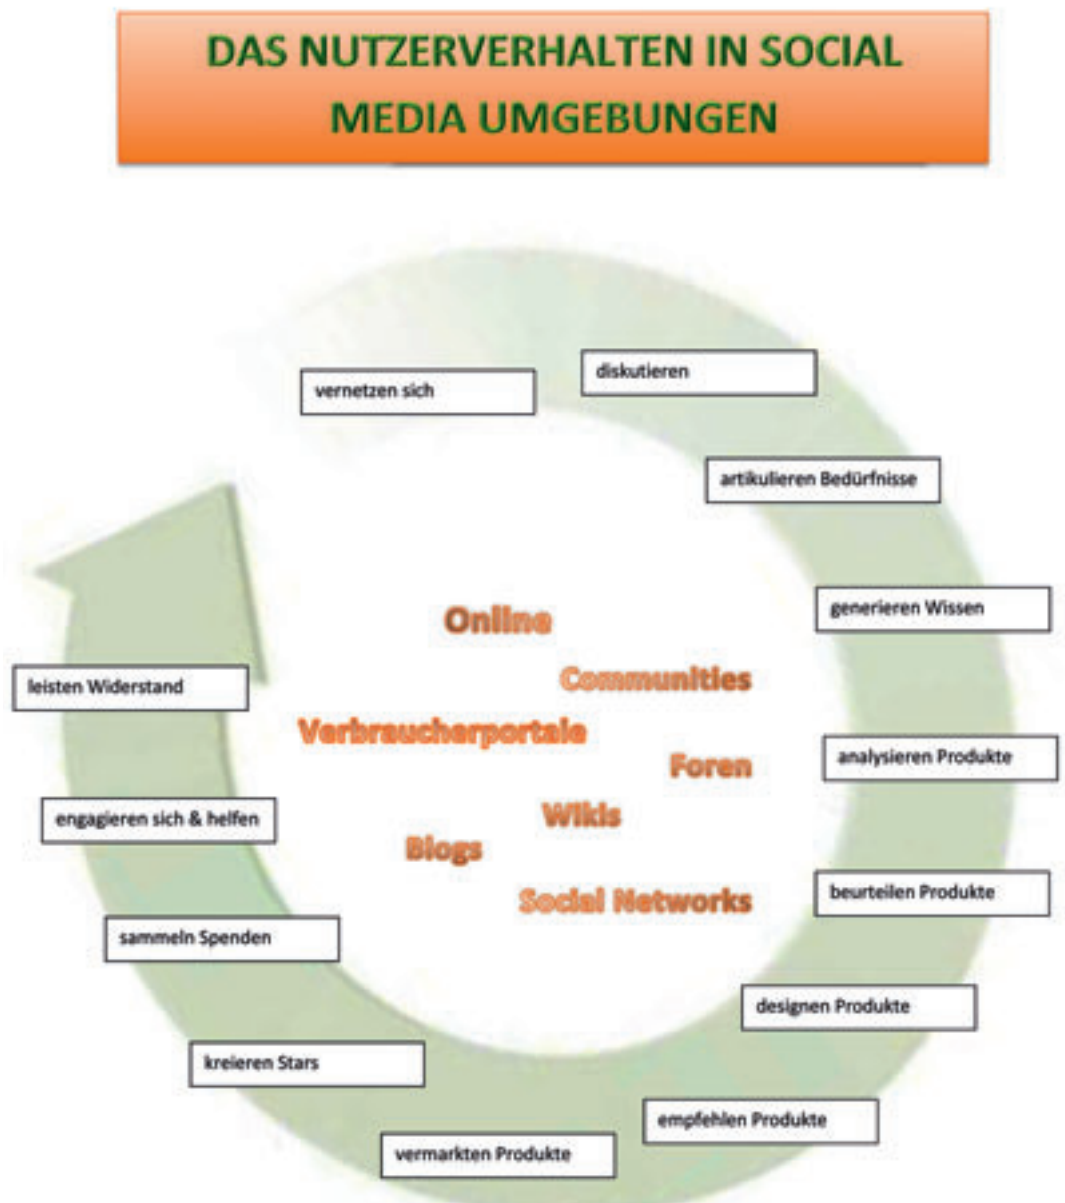 DAS NUTZERVERHALTEN IN SOCIAL
MEDIA UMGEBUNGEN
vernetzen sich
diskutieren
artikulieren Bedürfnisse
generieren Wissen
analysieren Produkte
beurteilen Produkte
designen Produkte
empfehlen Produkte
vermarkten Produkte
kreieren Stars
sammeln Spenden
engagieren sich & helfen
leisten Widerstand
Online
Communities
Verbraucherportale
Foren
Wikis
Blogs
Social Networks